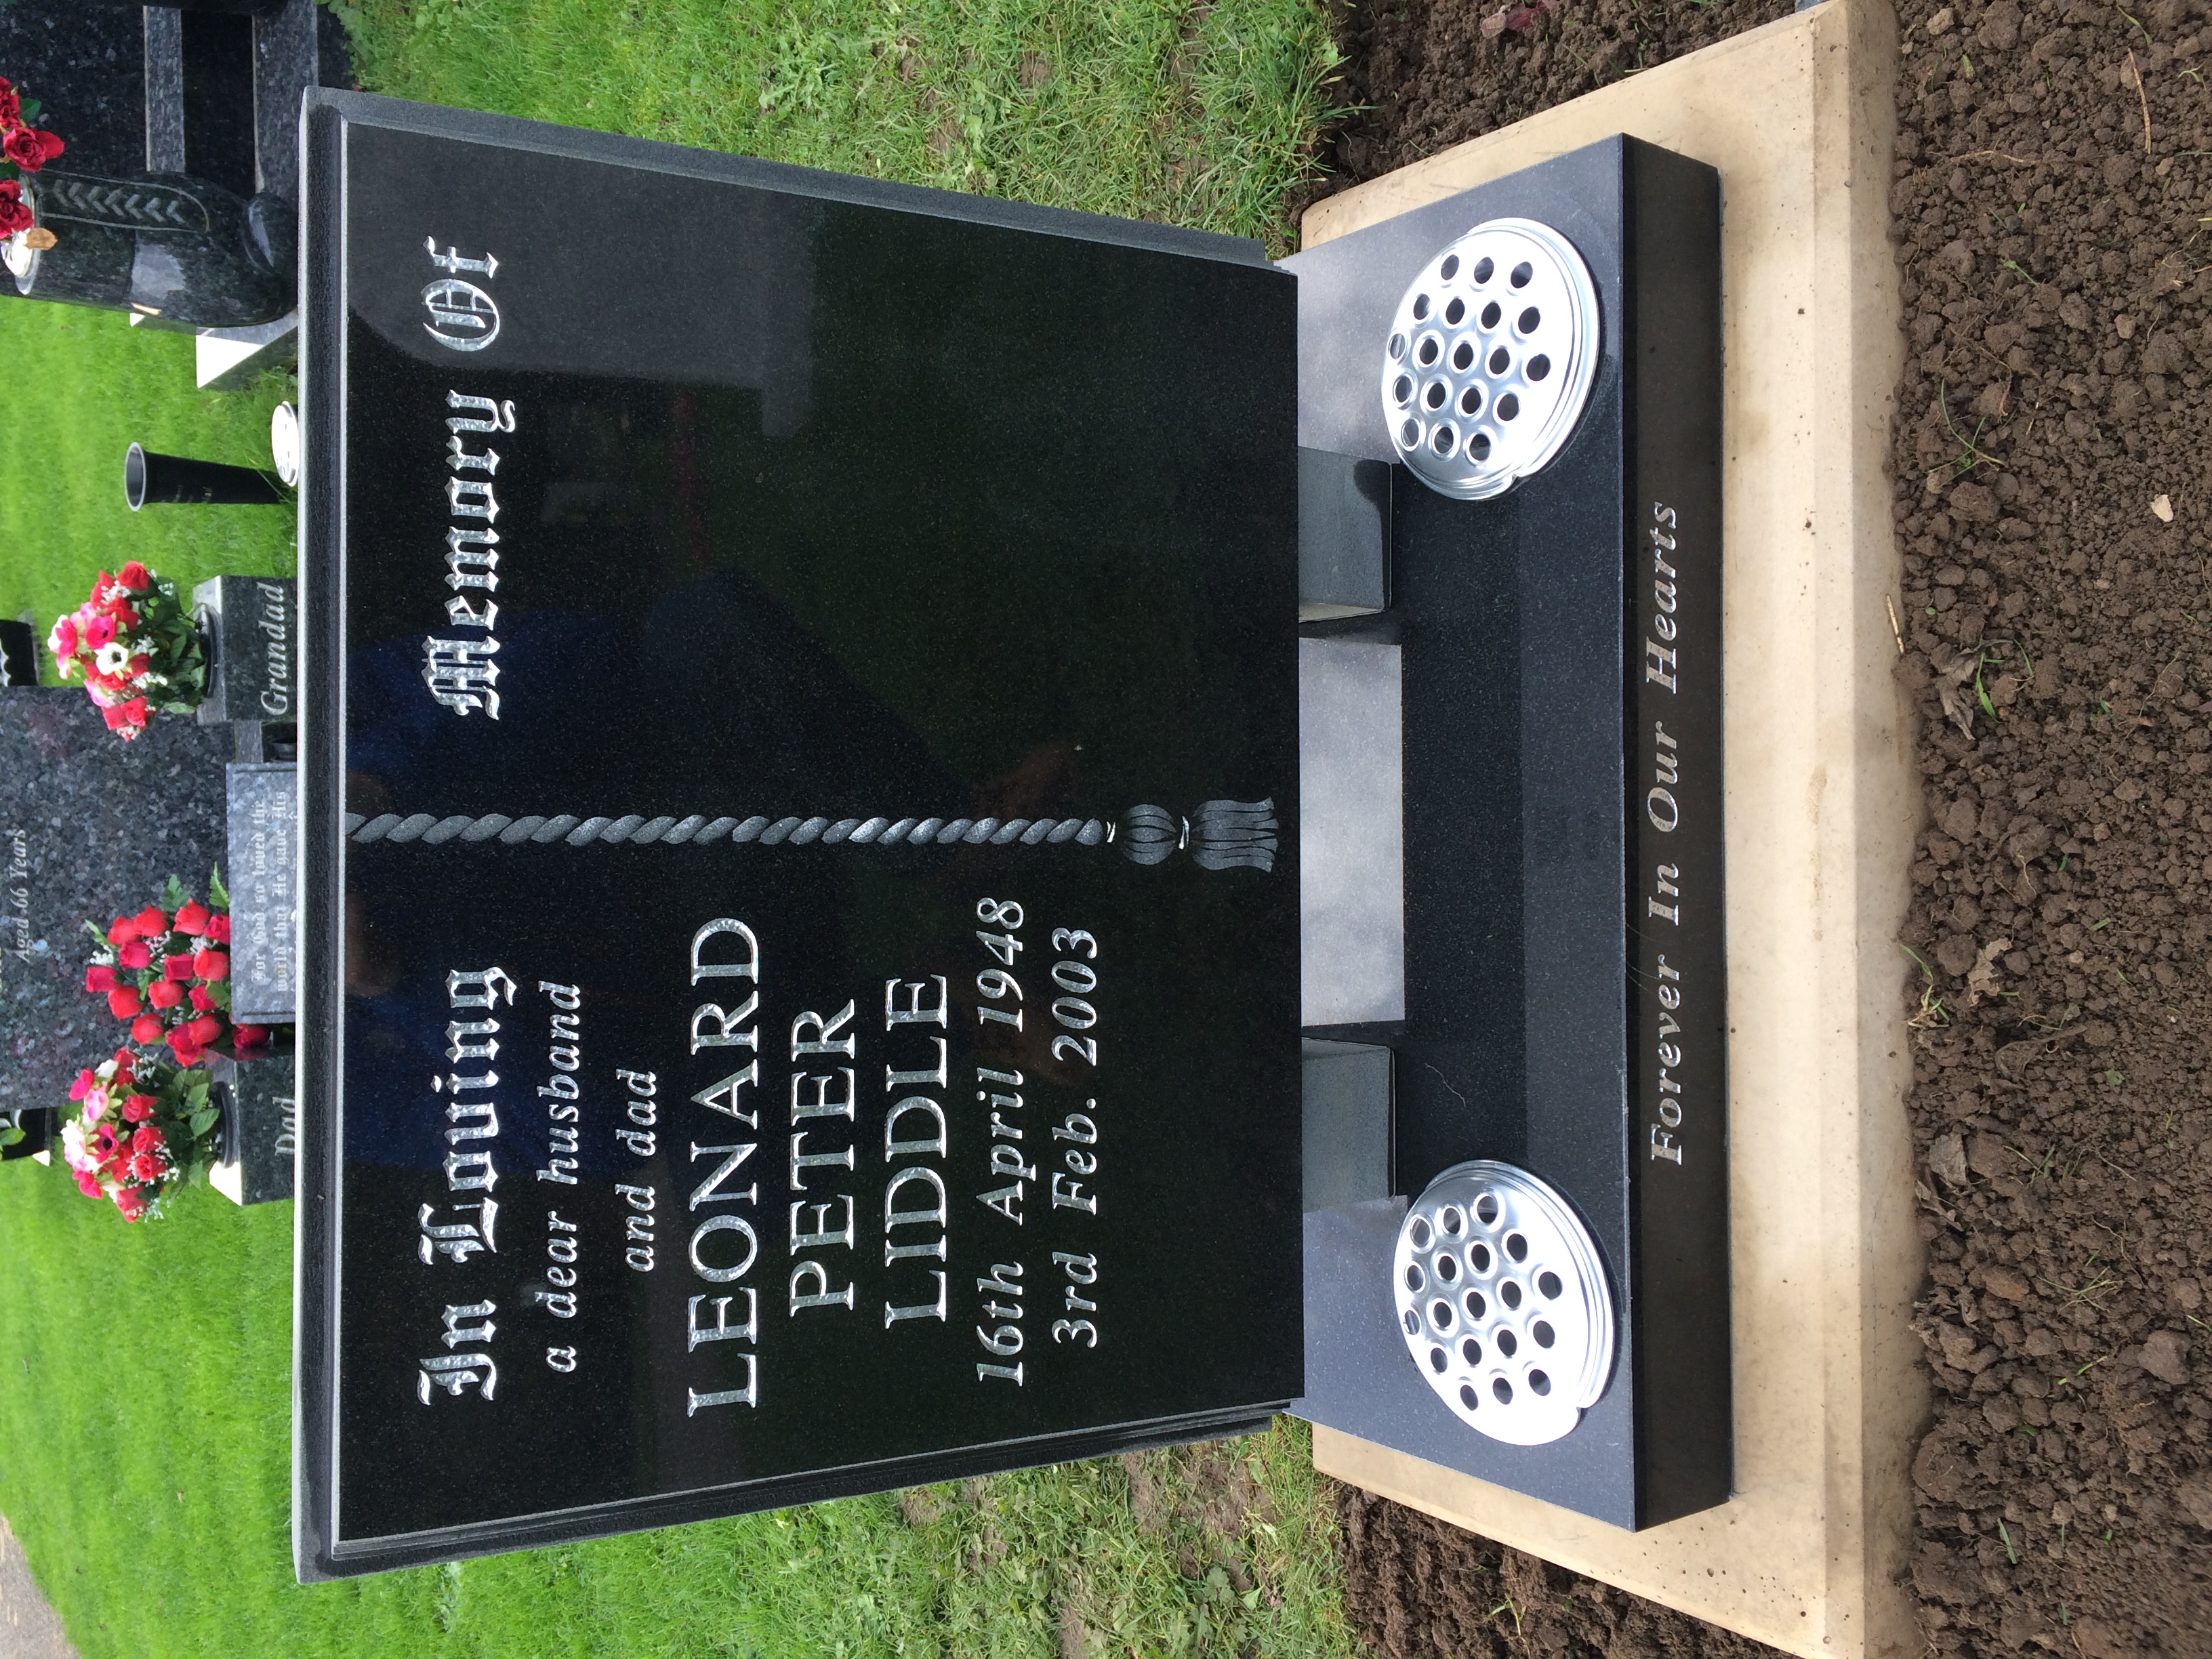 Aged 66 Years
Dad
For God so loved the
world that He gave His
Grandad
In Loving Memory Of
a dear husband
and dad
LEONARD
PETER
LIDDLE
16th April 1948
3rd Feb. 2003
Forever In Our Hearts